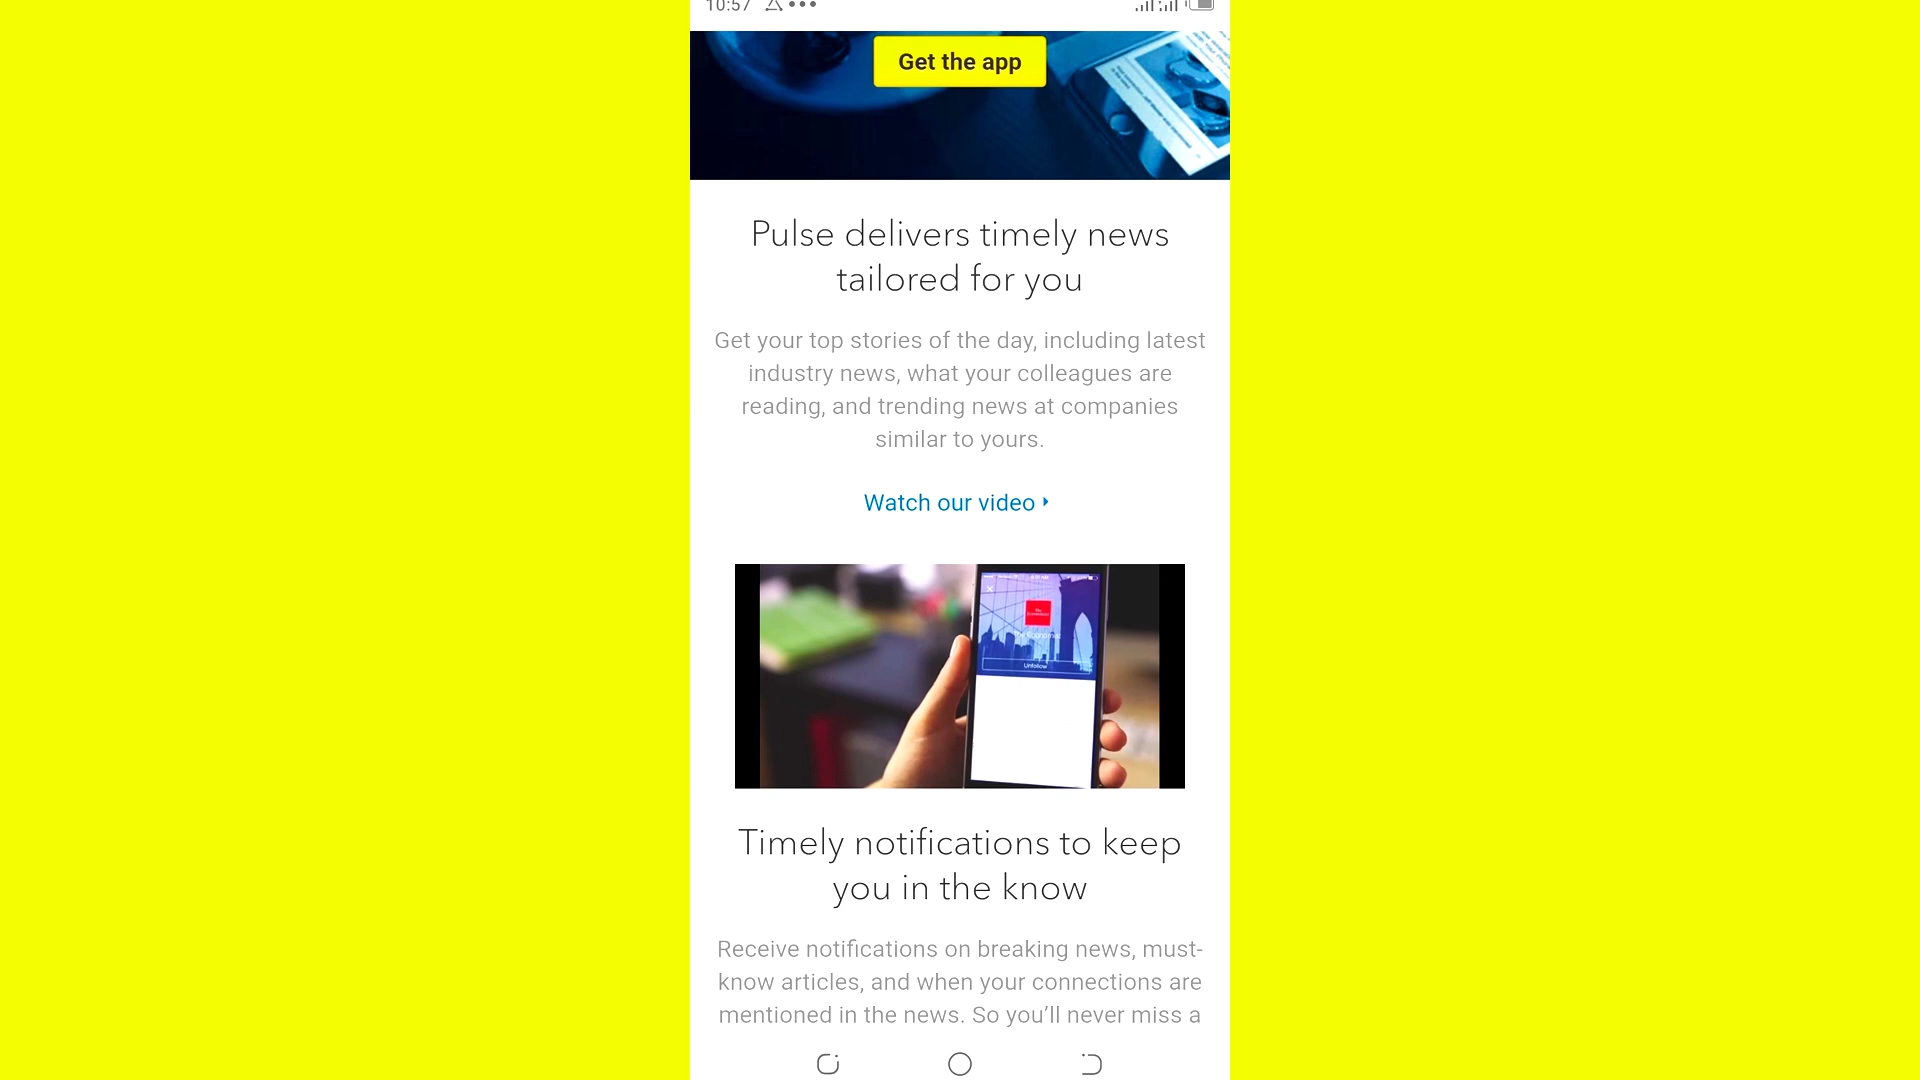 10:57
Get the app
Pulse delivers timely news
tailored for you
Get your top stories of the day, including latest
industry news, what your colleagues are
reading, and trending news at companies
similar to yours.
Watch our video
Unfollow
Timely notifications to keep
you in the know
Receive notifications on breaking news, must-
know articles, and when your connections are
mentioned in the news. So you’ll never miss a